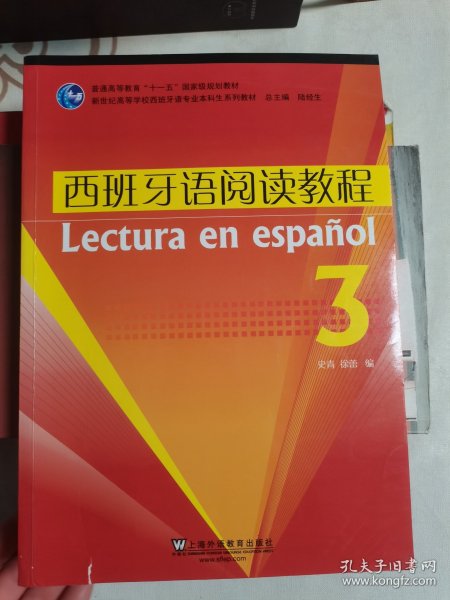 普通高等教育“十一五”国家级规划教材
新世纪高等学校西班牙语专业本科生系列教材 总主编 陆经生
西班牙语阅读教程
Lectura en español
3
史青 徐蕾 编
W 上海外语教育出版社
www.sflep.com
孔夫子旧书网
www.kongfz.com